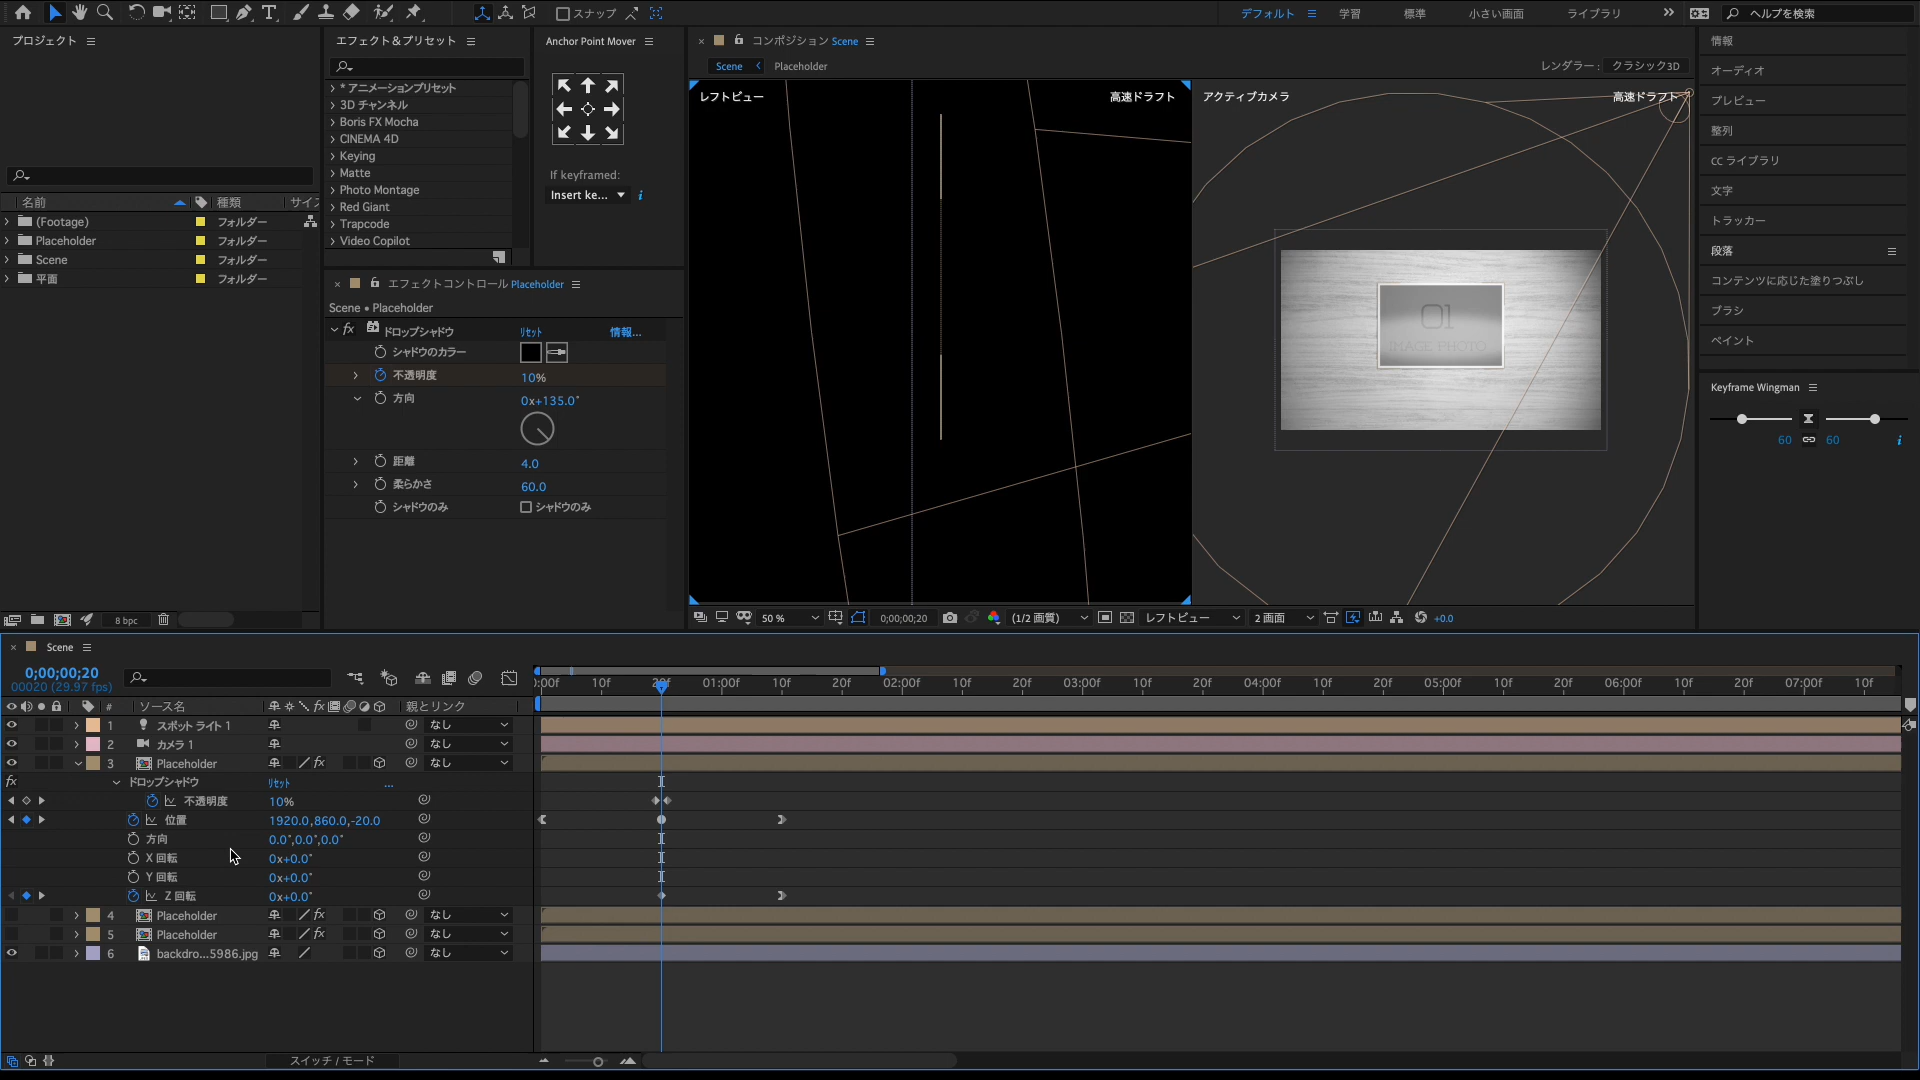 スナップ
デフォルト
学習
標準
小さい画面
ライブラリ
ヘルプを検索
プロジェクト
名前
種類
サイズ
(Footage)
フォルダー
Placeholder
フォルダー
Scene
フォルダー
平面
フォルダー
8 bpc
エフェクト＆プリセット
* アニメーションプリセット
3D チャンネル
Boris FX Mocha
CINEMA 4D
Keying
Matte
Photo Montage
Red Giant
Trapcode
Video Copilot
Anchor Point Mover
If keyframed:
Insert ke...
エフェクトコントロール Placeholder
Scene • Placeholder
fx ドロップシャドウ リセット 情報...
シャドウのカラー
不透明度 10%
方向 0x+135.0°
距離 4.0
柔らかさ 60.0
シャドウのみ シャドウのみ
コンポジション Scene
Scene
Placeholder
レンダラー:
クラシック3D
レフトビュー
高速ドラフト
アクティブカメラ
高速ドラフト
01
IMAGE PHOTO
50 %
0;00;00;20
(1/2 画質)
レフトビュー
2 画面
+0.0
情報
オーディオ
プレビュー
整列
CC ライブラリ
文字
トラッカー
段落
コンテンツに応じた塗りつぶし
ブラシ
ペイント
Keyframe Wingman
60
60
Scene
0;00;00;20
00020 (29.97 fps)
# ソース名 fx 親とリンク
):00f 10f 20f 01:00f 10f 20f 02:00f 10f 20f 03:00f 10f 20f 04:00f 10f 20f 05:00f 10f 20f 06:00f 10f 20f 07:00f 10f
1 スポット ライト 1 なし
2 カメラ 1 なし
3 Placeholder fx なし
fx ドロップシャドウ リセット ...
不透明度 10%
位置 1920.0,860.0,-20.0
方向 0.0°,0.0°,0.0°
X 回転 0x+0.0°
Y 回転 0x+0.0°
Z 回転 0x+0.0°
4 Placeholder fx なし
5 Placeholder fx なし
6 backdro...5986.jpg なし
スイッチ / モード